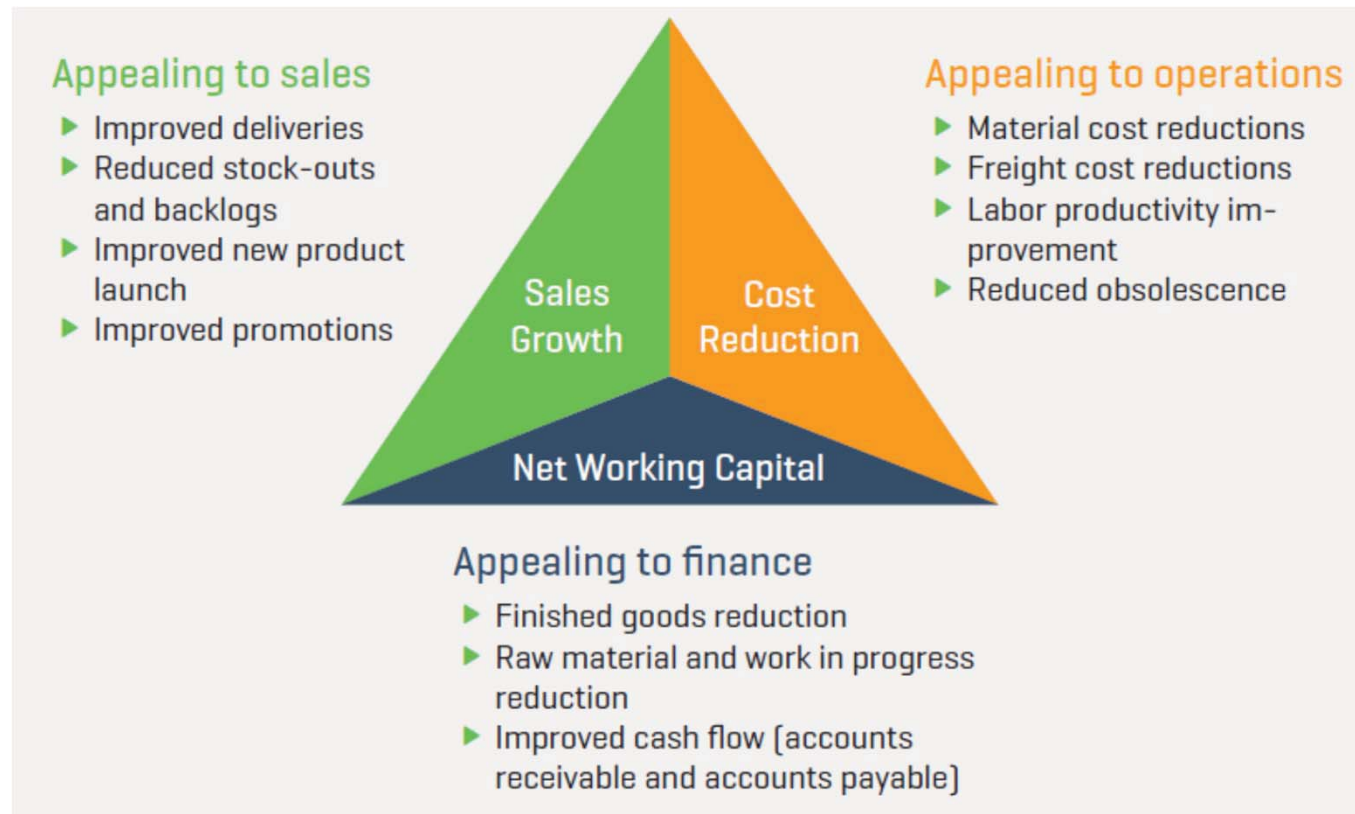 Appealing to sales
Improved deliveries
Reduced stock-outs
and backlogs
Improved new product
launch
Improved promotions
Appealing to operations
Material cost reductions
Freight cost reductions
Labor productivity im-
provement
Reduced obsolescence
Sales
Growth
Cost
Reduction
Net Working Capital
Appealing to finance
Finished goods reduction
Raw material and work in progress
reduction
Improved cash flow (accounts
receivable and accounts payable)